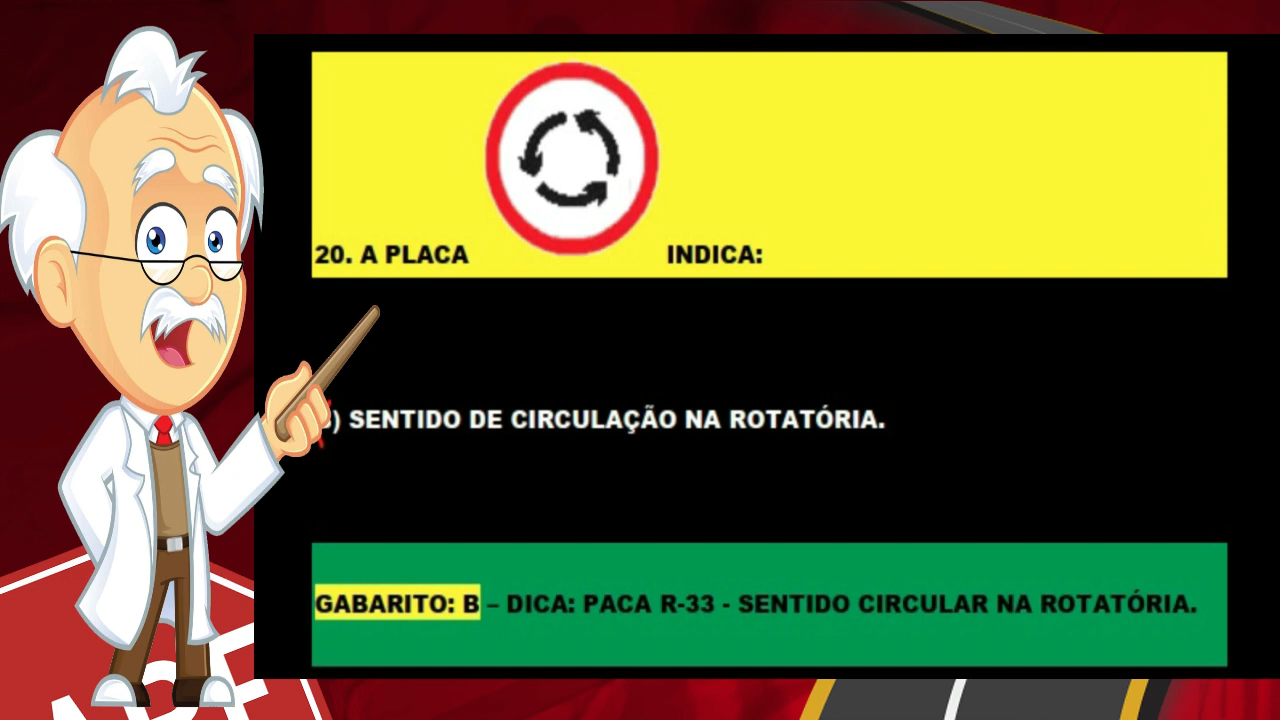 20. A PLACA INDICA:
) SENTIDO DE CIRCULAÇÃO NA ROTATÓRIA.
GABARITO: B – DICA: PACA R-33 - SENTIDO CIRCULAR NA ROTATÓRIA.